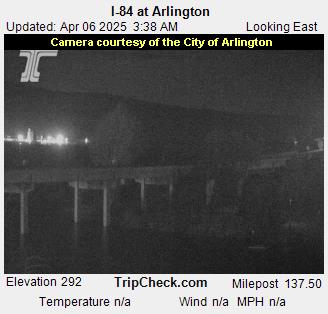 I-84 at Arlington
Updated: Apr 06 2025 3:38 AM Looking East
Camera courtesy of the City of Arlington
Elevation 292 TripCheck.com Milepost 137.50
Temperature n/a Wind n/a MPH n/a